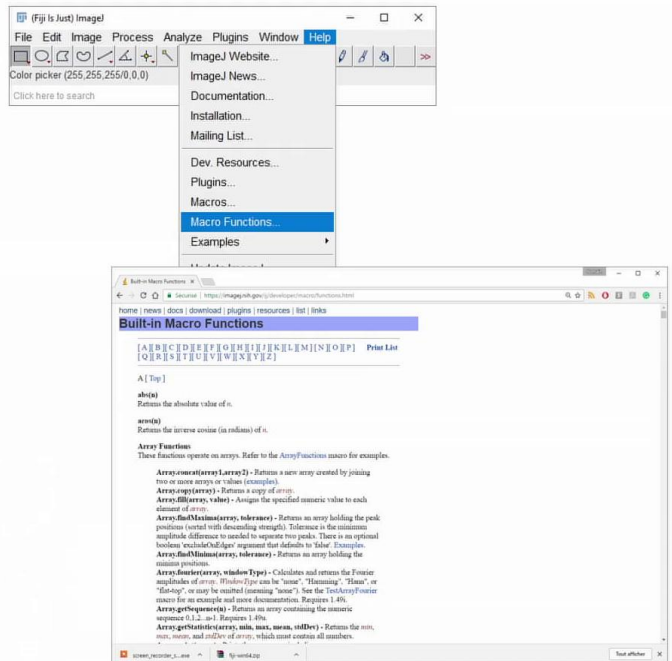 (Fiji Is Just) ImageJ
File Edit Image Process Analyze Plugins Window Help
Color picker (255,255,255/0,0,0)
Click here to search
ImageJ Website...
ImageJ News...
Documentation...
Installation...
Mailing List...
Dev. Resources...
Plugins...
Macros...
Macro Functions...
Examples
Built-in Macro Functions
Sécurisé | https://imagej.nih.gov/ij/developer/macro/functions.html
home | news | docs | download | plugins | resources | list | links
Built-in Macro Functions
[ A ][ B ][ C ][ D ][ E ][ F ][ G ][ H ][ I ][ J ][ K ][ L ][ M ] [ N ][ O ][ P ] Print List
[ Q ][ R ][ S ][ T ][ U ][ V ][ W ][ X ][ Y ][ Z ]
A [ Top ]
abs(n)
Returns the absolute value of n.
acos(n)
Returns the inverse cosine (in radians) of n.
Array Functions
These functions operate on arrays. Refer to the ArrayFunctions macro for examples.
Array.concat(array1,array2) - Returns a new array created by joining
two or more arrays or values (examples).
Array.copy(array) - Returns a copy of array.
Array.fill(array, value) - Assigns the specified numeric value to each
element of array.
Array.findMaxima(array, tolerance) - Returns an array holding the peak
positions (sorted with descending strength). Tolerance is the minimum
amplitude difference to needed to separate two peaks. There is an optional
boolean 'excludeOnEdges' argument that defaults to 'false'. Examples.
Array.findMinima(array, tolerance) - Returns an array holding the
minima positions.
Array.fourier(array, windowType) - Calculates and returns the Fourier
amplitudes of array. WindowType can be "none", "Hamming", "Hann", or
"flat-top", or may be omitted (meaning "none"). See the TestArrayFourier
macro for an example and more documentation. Requires 1.49i.
Array.getSequence(n) - Returns an array containing the numeric
sequence 0,1,2...n-1. Requires 1.49u.
Array.getStatistics(array, min, max, mean, stdDev) - Returns the min,
max, mean, and stdDev of array, which must contain all numbers.
screen_recorder_s....exe
fiji-win64.zip
Tout afficher